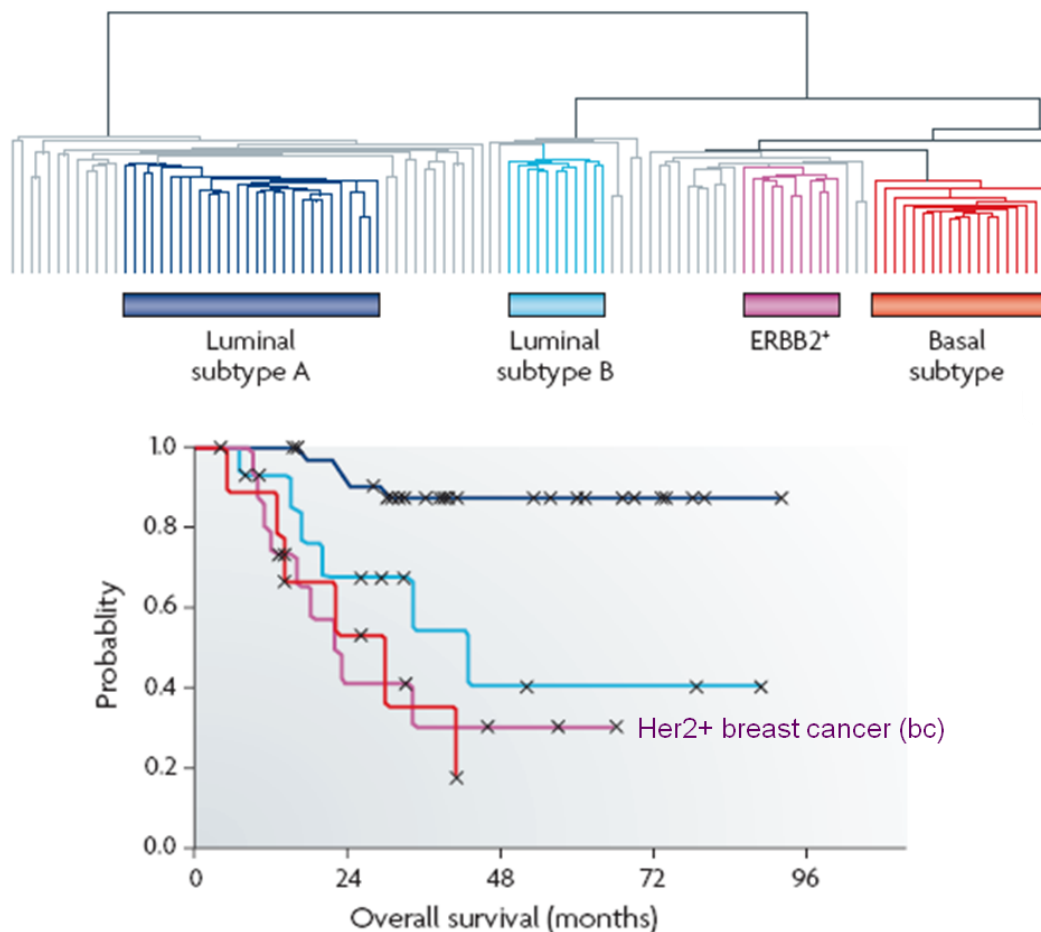 Luminal
subtype A
Luminal
subtype B
ERBB2⁺
Basal
subtype
1.0
0.8
0.6
0.4
0.2
0.0
Probablity
Her2+ breast cancer (bc)
0 24 48 72 96
Overall survival (months)